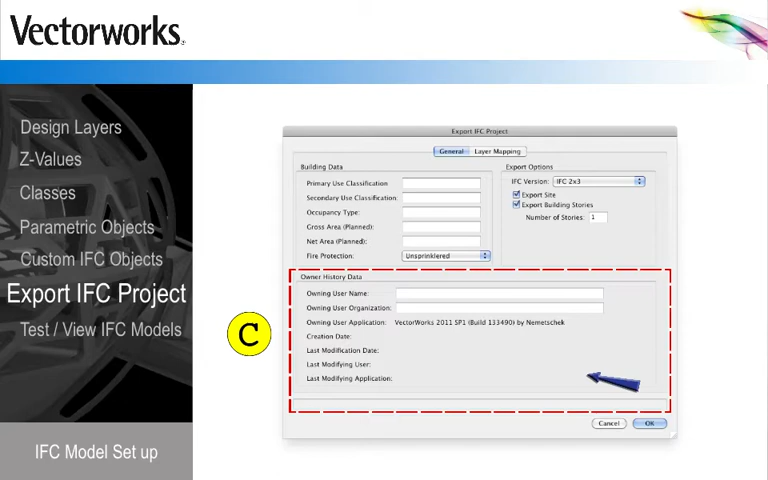 Vectorworks.
Design Layers
Z-Values
Classes
Parametric Objects
Custom IFC Objects
Export IFC Project
Test / View IFC Models
IFC Model Set up
Export IFC Project
General Layer Mapping
Building Data
Primary Use Classification
Secondary Use Classification:
Occupancy Type:
Gross Area (Planned):
Net Area (Planned):
Fire Protection: Unsprinklered
Export Options
IFC Version: IFC 2x3
Export Site
Export Building Stories
Number of Stories: 1
C
Owner History Data
Owning User Name:
Owning User Organization:
Owning User Application: VectorWorks 2011 SP1 (Build 133490) by Nemetschek
Creation Date:
Last Modification Date:
Last Modifying User:
Last Modifying Application:
Cancel OK